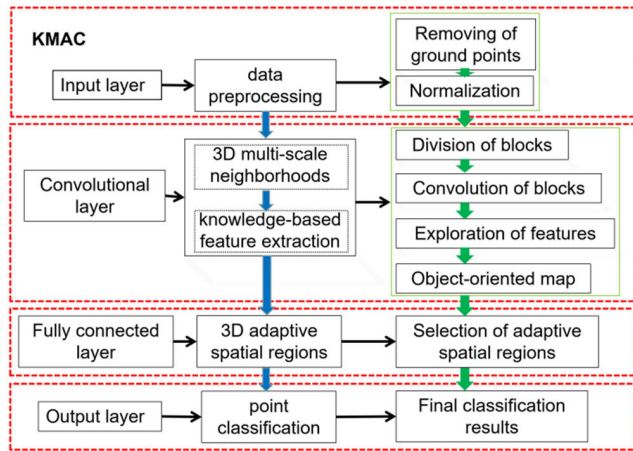 KMAC
Input layer
data
preprocessing
Removing of
ground points
Normalization
Convolutional
layer
3D multi-scale
neighborhoods
knowledge-based
feature extraction
Division of blocks
Convolution of blocks
Exploration of features
Object-oriented map
Fully connected
layer
3D adaptive
spatial regions
Selection of adaptive
spatial regions
Output layer
point
classification
Final classification
results